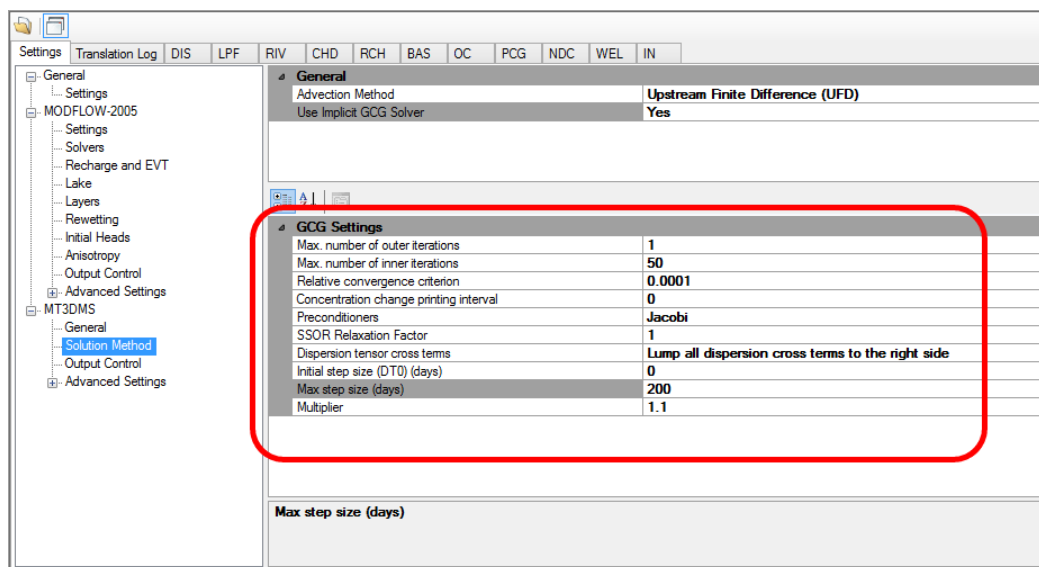 Settings Translation Log DIS LPF RIV CHD RCH BAS OC PCG NDC WEL IN
General
Settings
MODFLOW-2005
Settings
Solvers
Recharge and EVT
Lake
Layers
Rewetting
Initial Heads
Anisotropy
Output Control
Advanced Settings
MT3DMS
General
Solution Method
Output Control
Advanced Settings
General
Advection Method Upstream Finite Difference (UFD)
Use Implicit GCG Solver Yes
GCG Settings
Max. number of outer iterations 1
Max. number of inner iterations 50
Relative convergence criterion 0.0001
Concentration change printing interval 0
Preconditioners Jacobi
SSOR Relaxation Factor 1
Dispersion tensor cross terms Lump all dispersion cross terms to the right side
Initial step size (DT0) (days) 0
Max step size (days) 200
Multiplier 1.1
Max step size (days)